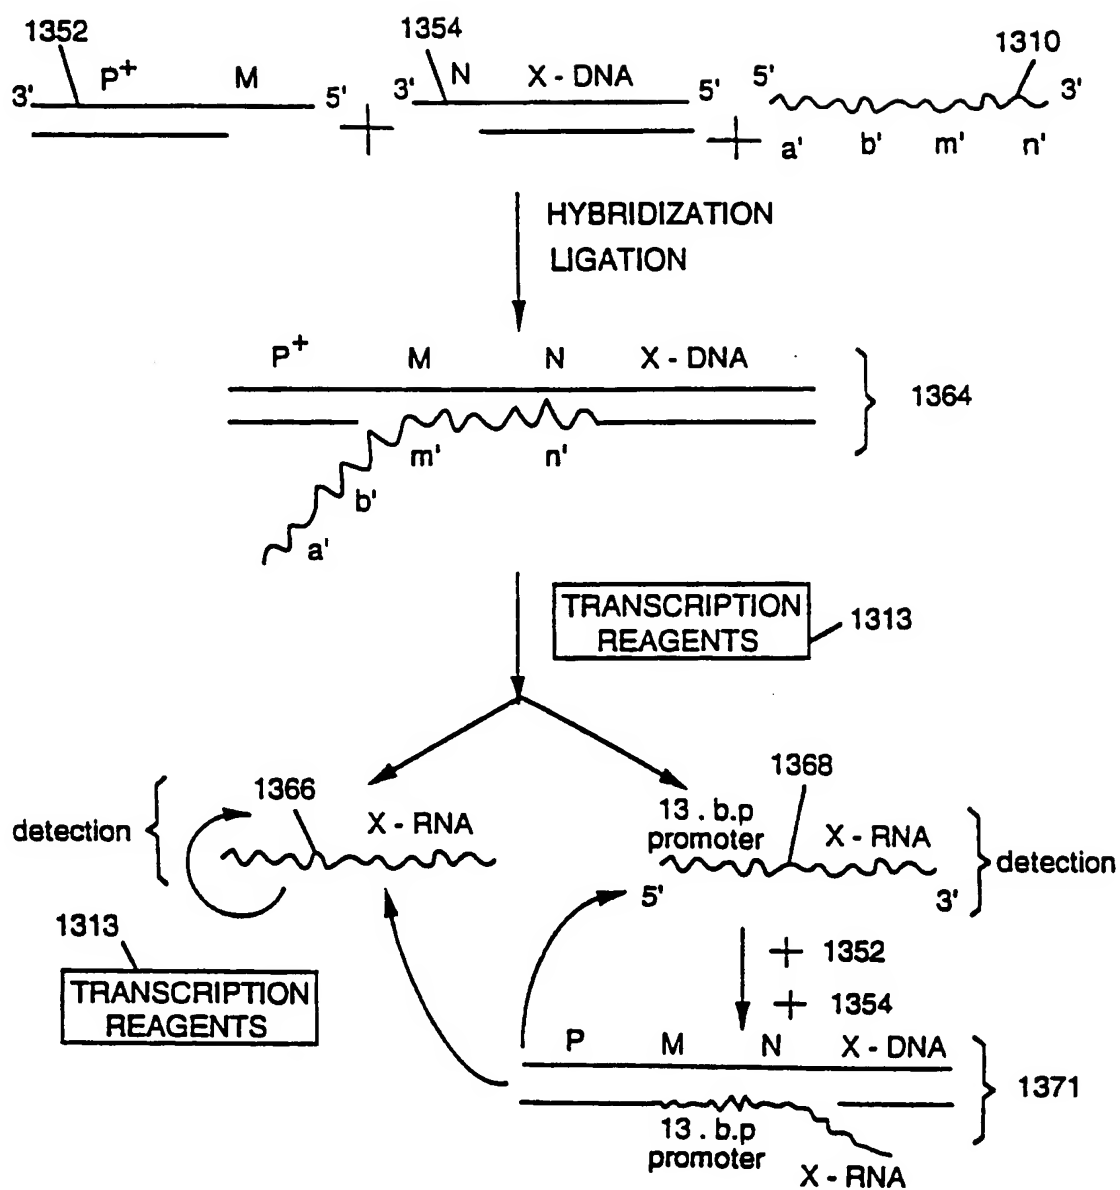 1352
1354
1310
P+ M
N X - DNA
3' 5' 3' 5' 5' 3'
+ +
a' b' m' n'
HYBRIDIZATION
LIGATION
P+ M N X - DNA
1364
m' n'
b'
a'
TRANSCRIPTION
REAGENTS
1313
1366
1368
detection
X - RNA
13 . b.p
promoter
X - RNA
detection
5' 3'
1313
TRANSCRIPTION
REAGENTS
+ 1352
+ 1354
P M N X - DNA
1371
13 . b.p
promoter
X - RNA